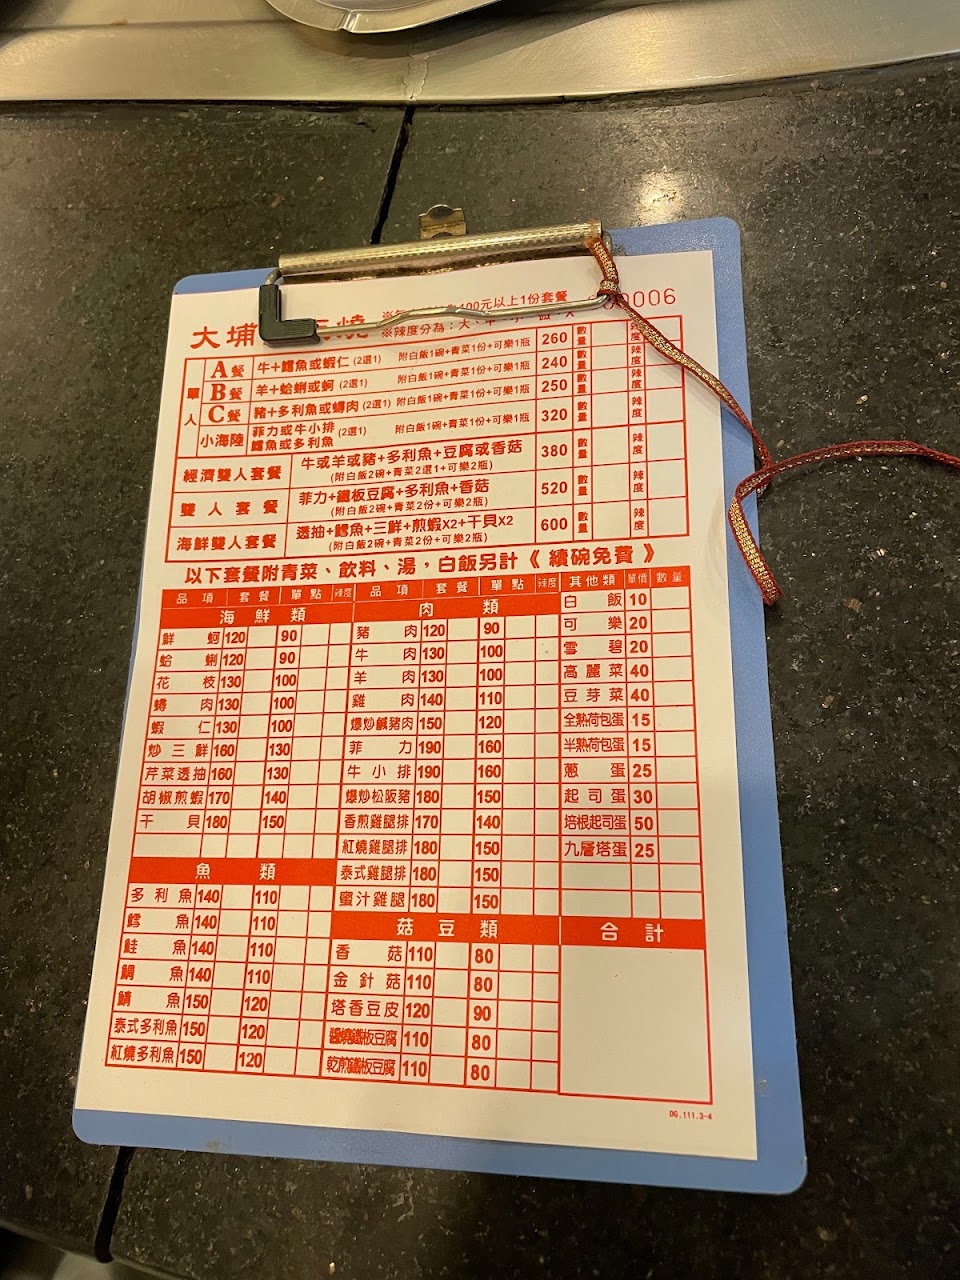 大埔 燒 ※每 100元以上1份套餐 0006
※辣度分為：大、中、小
單人
A餐 牛+鱈魚或蝦仁(2選1) 附白飯1碗+青菜1份+可樂1瓶 260 數量 辣度
B餐 羊+蛤蜊或蚵(2選1) 附白飯1碗+青菜1份+可樂1瓶 240 數量 辣度
C餐 豬+多利魚或鱘肉(2選1) 附白飯1碗+青菜1份+可樂1瓶 250 數量 辣度
小海陸 菲力或牛小排 鱈魚或多利魚 (2選1) 附白飯1碗+青菜1份+可樂1瓶 320 數量 辣度
經濟雙人套餐 牛或羊或豬+多利魚+豆腐或香菇 380 數量 辣度
(附白飯2碗+青菜2選1+可樂2瓶)
雙人套餐 菲力+鐵板豆腐+多利魚+香菇 520 數量 辣度
(附白飯2碗+青菜2份+可樂2瓶)
海鮮雙人套餐 透抽+鱈魚+三鮮+煎蝦X2+干貝X2 600 數量 辣度
(附白飯2碗+青菜2份+可樂2瓶)
以下套餐附青菜、飲料、湯，白飯另計《續碗免費》
品項 套餐 單點 辣度 品項 套餐 單點 辣度 其他類 單價 數量
海鮮類
鮮蚵 120 90
蛤蜊 120 90
花枝 130 100
鱘肉 130 100
蝦仁 130 100
炒三鮮 160 130
芹菜透抽 160 130
胡椒煎蝦 170 140
干貝 180 150
魚類
多利魚 140 110
鱈魚 140 110
鮭魚 140 110
鯛魚 140 110
鯖魚 150 120
泰式多利魚 150 120
紅燒多利魚 150 120
肉類
豬肉 120 90
牛肉 130 100
羊肉 130 100
雞肉 140 110
爆炒鹹豬肉 150 120
菲力 190 160
牛小排 190 160
爆炒松阪豬 180 150
香煎雞腿排 170 140
紅燒雞腿排 180 150
泰式雞腿排 180 150
蜜汁雞腿 180 150
菇豆類
香菇 110 80
金針菇 110 80
塔香豆皮 120 90
醬燒鐵板豆腐 110 80
乾煎鐵板豆腐 110 80
白飯 10
可樂 20
雪碧 20
高麗菜 40
豆芽菜 40
全熟荷包蛋 15
半熟荷包蛋 15
蔥蛋 25
起司蛋 30
培根起司蛋 50
九層塔蛋 25
合計
OG.111.3-4